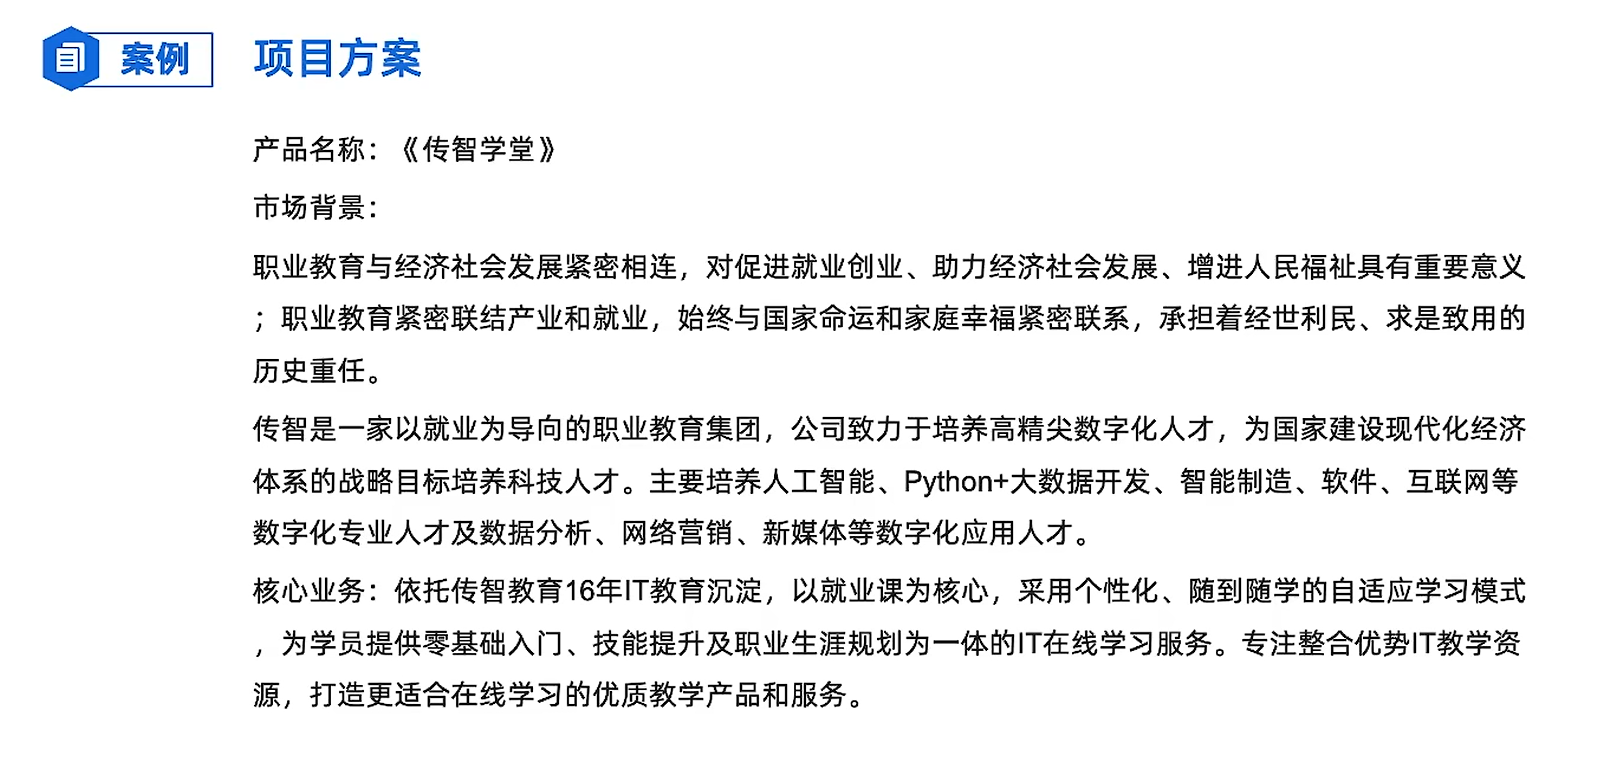 案例
项目方案
产品名称：《传智学堂》
市场背景：
职业教育与经济社会发展紧密相连，对促进就业创业、助力经济社会发展、增进人民福祉具有重要意义
；职业教育紧密联结产业和就业，始终与国家命运和家庭幸福紧密联系，承担着经世利民、求是致用的
历史重任。
传智是一家以就业为导向的职业教育集团，公司致力于培养高精尖数字化人才，为国家建设现代化经济
体系的战略目标培养科技人才。主要培养人工智能、Python+大数据开发、智能制造、软件、互联网等
数字化专业人才及数据分析、网络营销、新媒体等数字化应用人才。
核心业务：依托传智教育16年IT教育沉淀，以就业课为核心，采用个性化、随到随学的自适应学习模式
，为学员提供零基础入门、技能提升及职业生涯规划为一体的IT在线学习服务。专注整合优势IT教学资
源，打造更适合在线学习的优质教学产品和服务。